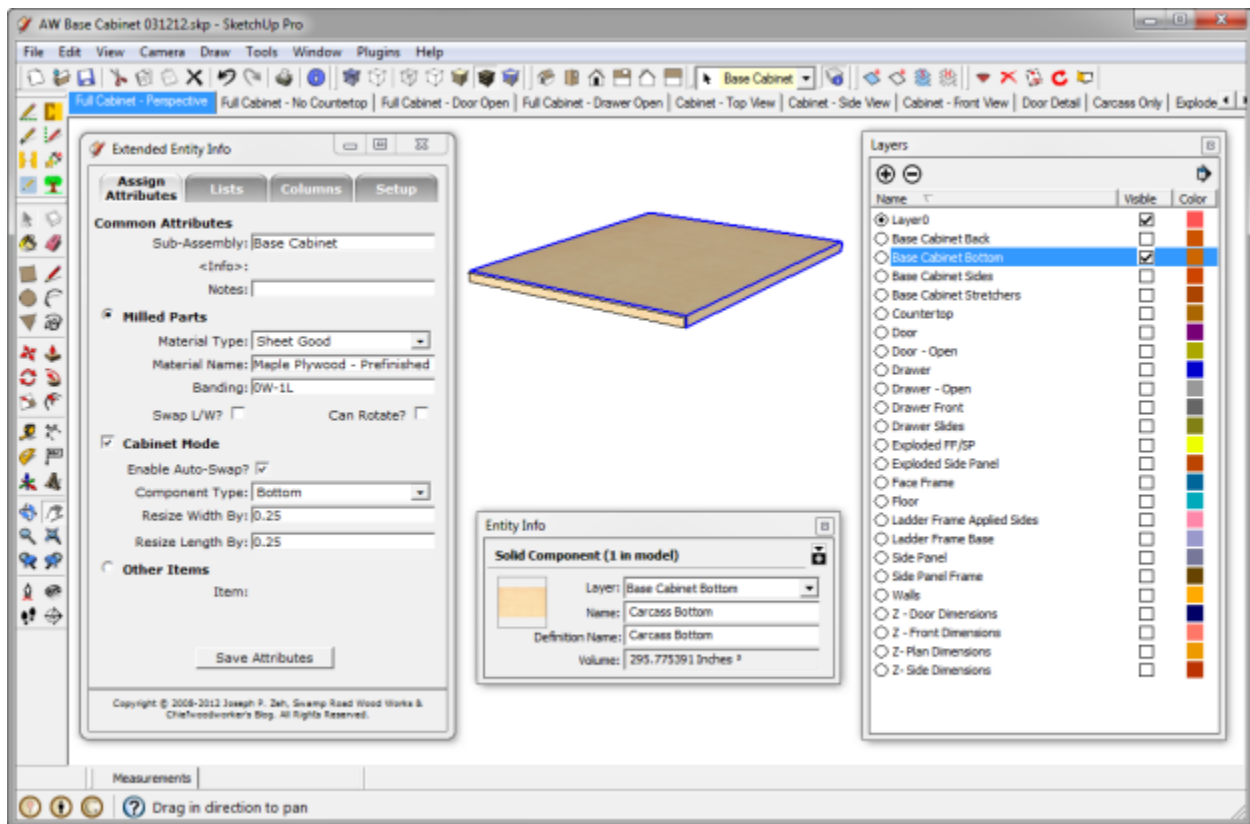 AW Base Cabinet 031212.skp - SketchUp Pro
File Edit View Camera Draw Tools Window Plugins Help
Base Cabinet
Full Cabinet - Perspective Full Cabinet - No Countertop Full Cabinet - Door Open Full Cabinet - Drawer Open Cabinet - Top View Cabinet - Side View Cabinet - Front View Door Detail Carcass Only Explode
Extended Entity Info
Assign Attributes Lists Columns Setup
Common Attributes
Sub-Assembly: Base Cabinet
<Info>:
Notes:
Milled Parts
Material Type: Sheet Good
Material Name: Maple Plywood - Prefinished
Banding: 0W-1L
Swap L/W? Can Rotate?
Cabinet Mode
Enable Auto-Swap?
Component Type: Bottom
Resize Width By: 0.25
Resize Length By: 0.25
Other Items
Item:
Save Attributes
Copyright © 2008-2012 Joseph P. Zeh, Swamp Road Wood Works &
Chiefwoodworker's Blog. All Rights Reserved.
Entity Info
Solid Component (1 in model)
Layer: Base Cabinet Bottom
Name: Carcass Bottom
Definition Name: Carcass Bottom
Volume: 295.775391 Inches ³
Layers
Name Visible Color
Layer0
Base Cabinet Back
Base Cabinet Bottom
Base Cabinet Sides
Base Cabinet Stretchers
Countertop
Door
Door - Open
Drawer
Drawer - Open
Drawer Front
Drawer Slides
Exploded FF/SP
Exploded Side Panel
Face Frame
Floor
Ladder Frame Applied Sides
Ladder Frame Base
Side Panel
Side Panel Frame
Walls
Z - Door Dimensions
Z - Front Dimensions
Z- Plan Dimensions
Z- Side Dimensions
Measurements
Drag in direction to pan